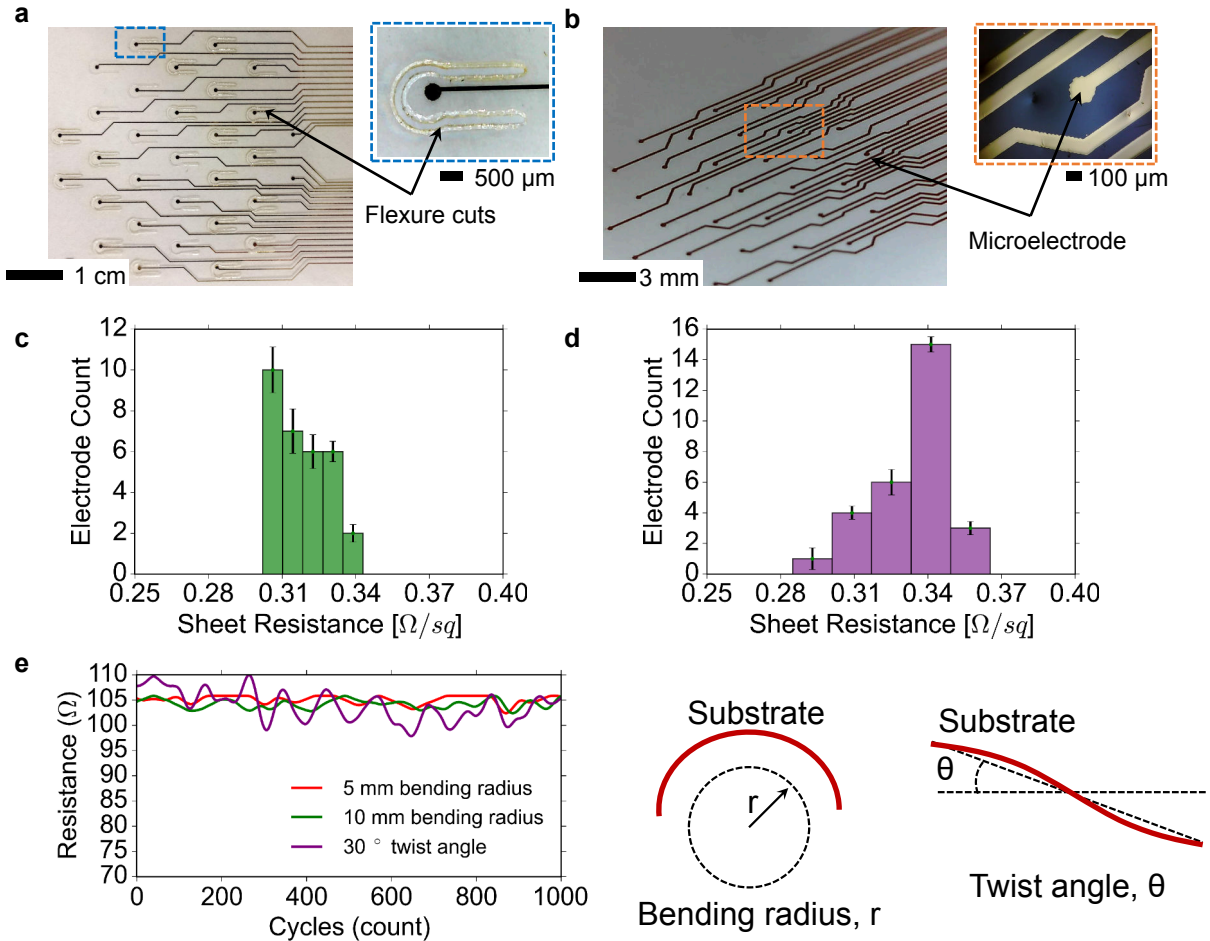 a
b
500 µm
100 µm
Flexure cuts
Microelectrode
1 cm
3 mm
c
12
10
8
6
4
2
0
0.25
0.28
0.31
0.34
0.37
0.40
Electrode Count
Sheet Resistance [Ω/sq]
d
16
14
12
10
8
6
4
2
0
0.25
0.28
0.31
0.34
0.37
0.40
Electrode Count
Sheet Resistance [Ω/sq]
e
110
105
100
95
90
85
80
75
70
Resistance (Ω)
5 mm bending radius
10 mm bending radius
30 ° twist angle
0
200
400
600
800
1000
Cycles (count)
Substrate
r
Bending radius, r
Substrate
θ
Twist angle, θ